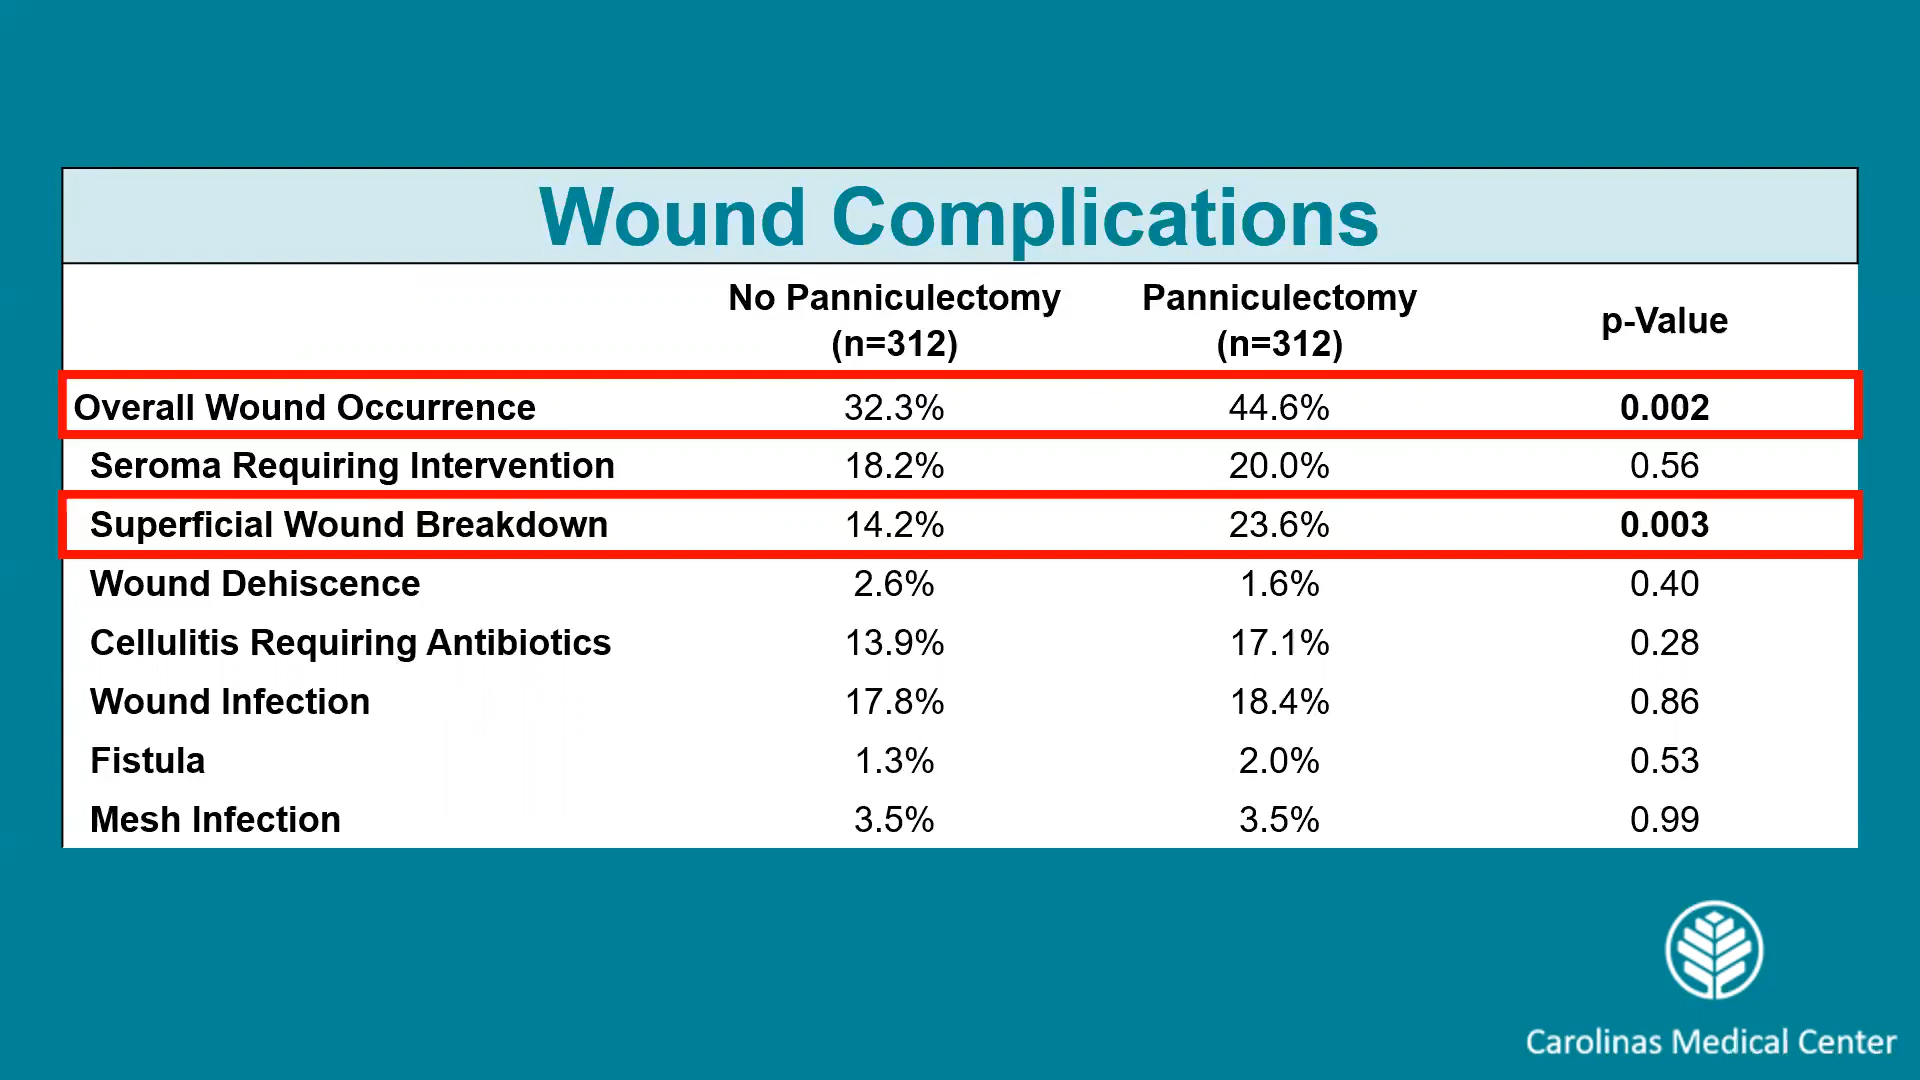 Wound Complications
No Panniculectomy (n=312) Panniculectomy (n=312) p-Value
Overall Wound Occurrence 32.3% 44.6% 0.002
Seroma Requiring Intervention 18.2% 20.0% 0.56
Superficial Wound Breakdown 14.2% 23.6% 0.003
Wound Dehiscence 2.6% 1.6% 0.40
Cellulitis Requiring Antibiotics 13.9% 17.1% 0.28
Wound Infection 17.8% 18.4% 0.86
Fistula 1.3% 2.0% 0.53
Mesh Infection 3.5% 3.5% 0.99
Carolinas Medical Center